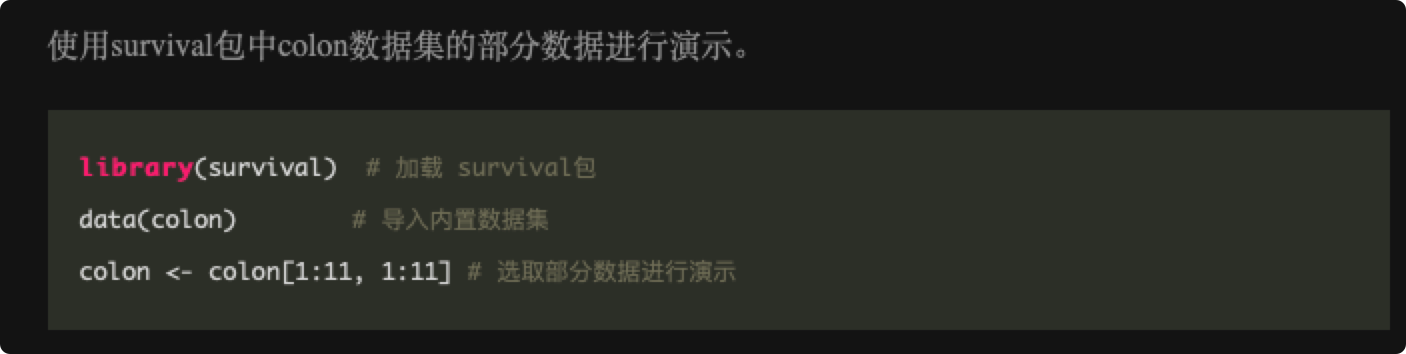 使用survival包中colon数据集的部分数据进行演示。
library(survival)  # 加载 survival包
data(colon)        # 导入内置数据集
colon <- colon[1:11, 1:11] # 选取部分数据进行演示